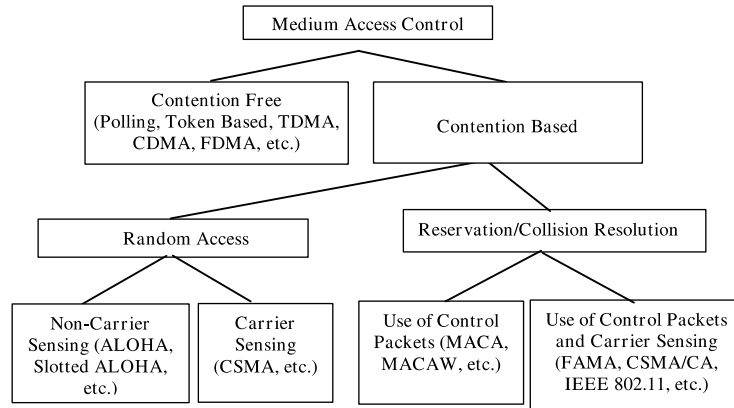 Medium Access Control
Contention Free
(Polling, Token Based, TDMA,
CDMA, FDMA, etc.)
Contention Based
Random Access
Reservation/Collision Resolution
Non-Carrier
Sensing (ALOHA,
Slotted ALOHA,
etc.)
Carrier
Sensing
(CSMA, etc.)
Use of Control
Packets (MACA,
MACAW, etc.)
Use of Control Packets
and Carrier Sensing
(FAMA, CSMA/CA,
IEEE 802.11, etc.)